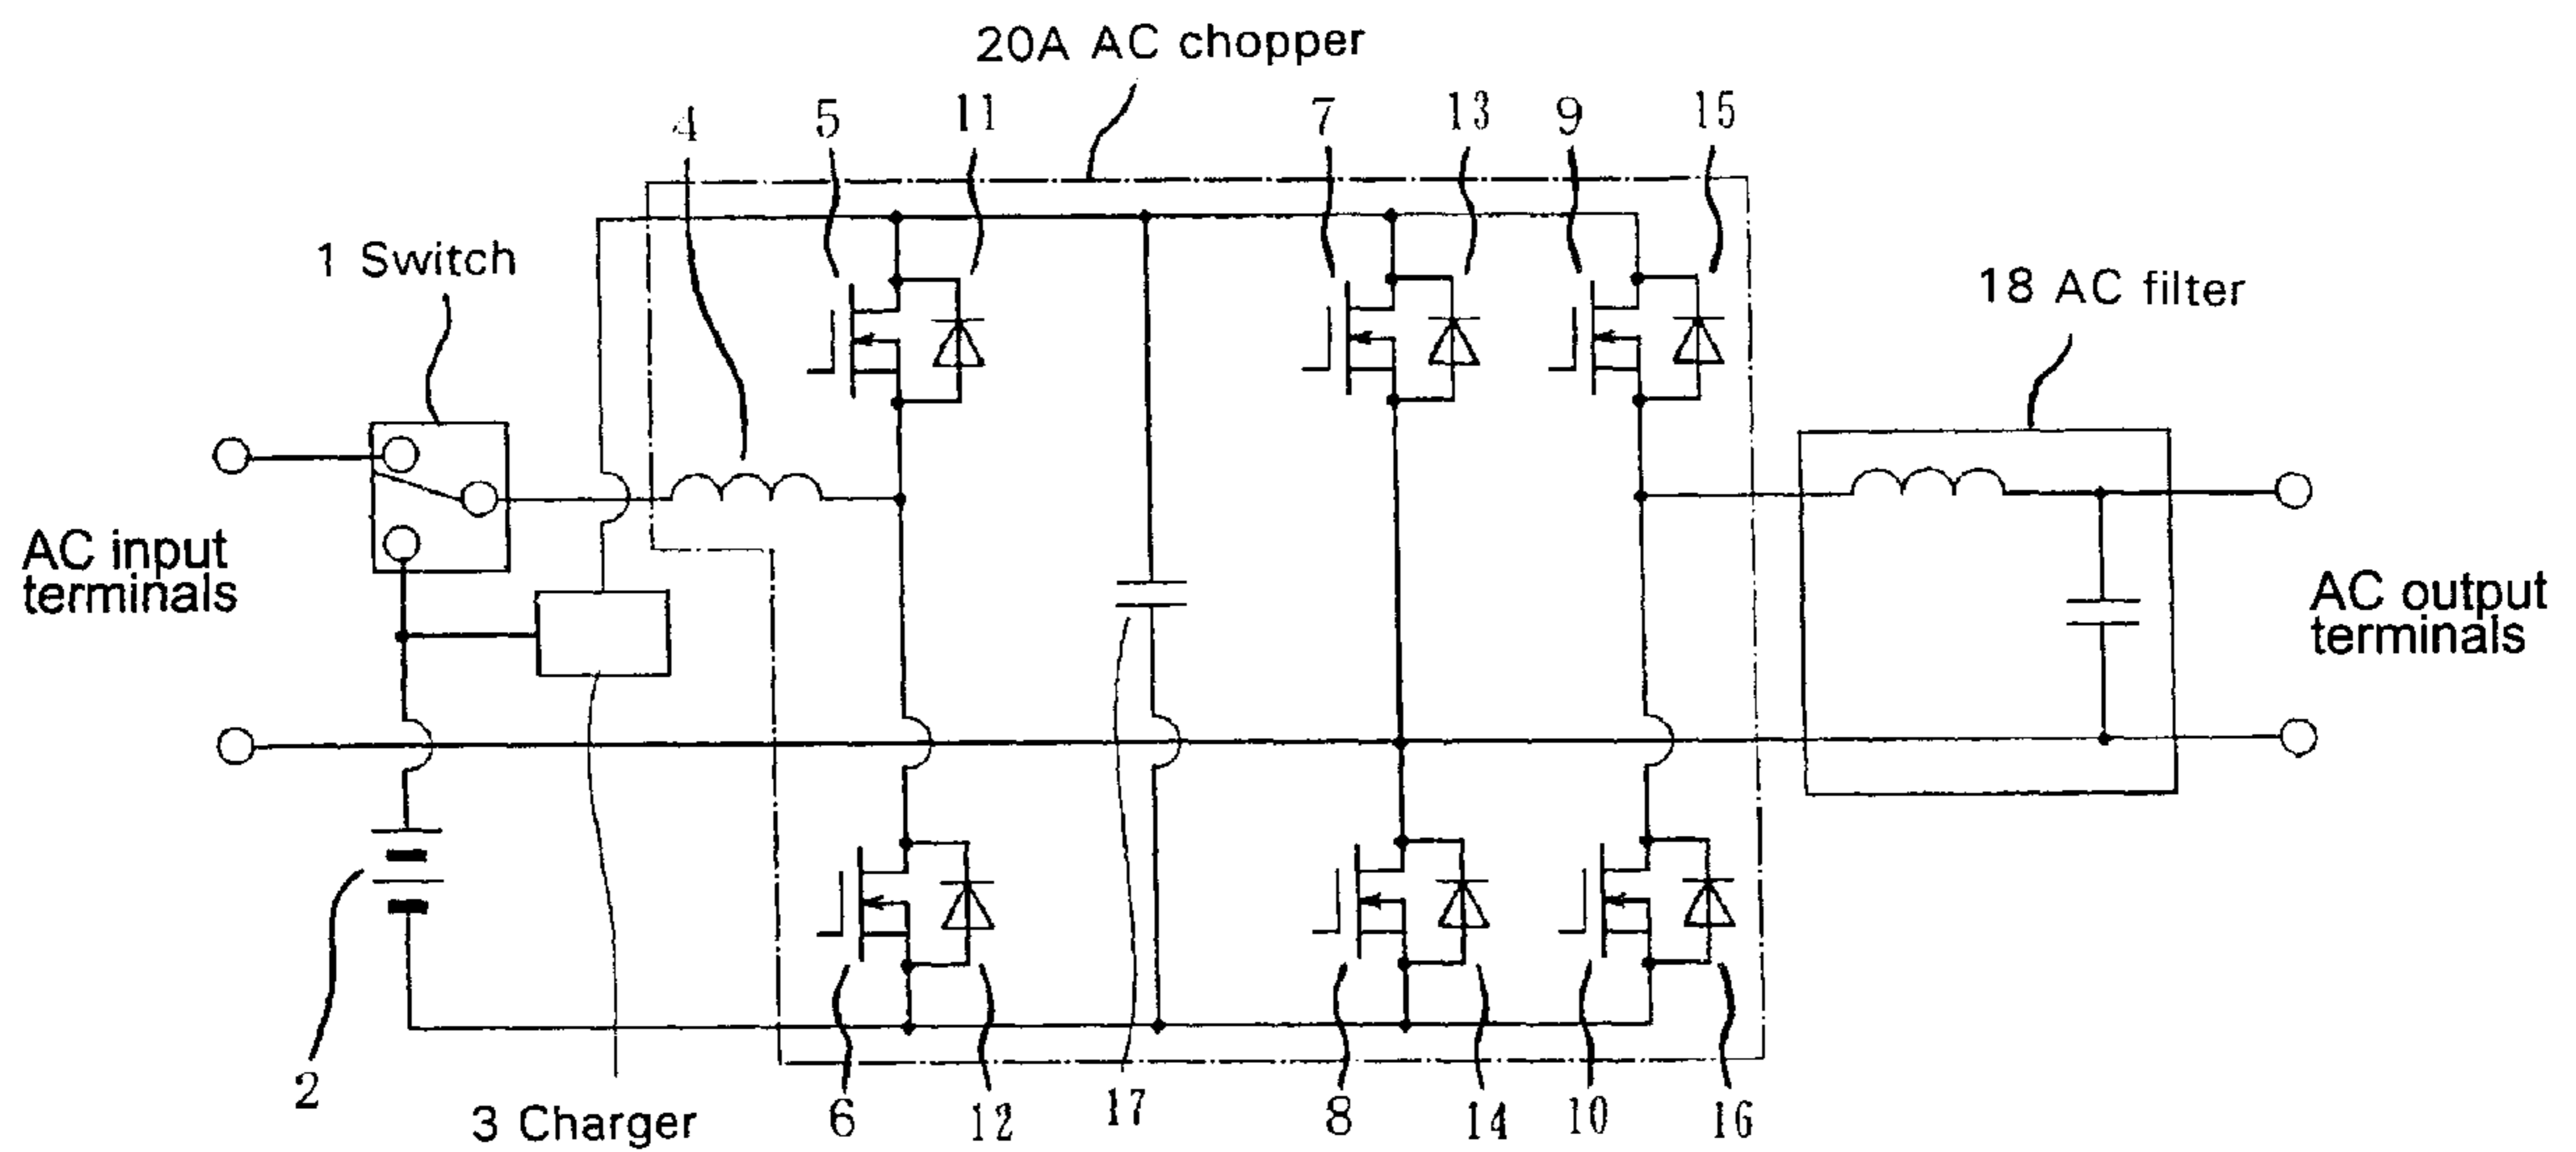 20A AC chopper
4
5
11
7
13
9
15
1 Switch
18 AC filter
AC input
terminals
AC output
terminals
2
3 Charger
6
12
17
8
14
10
16